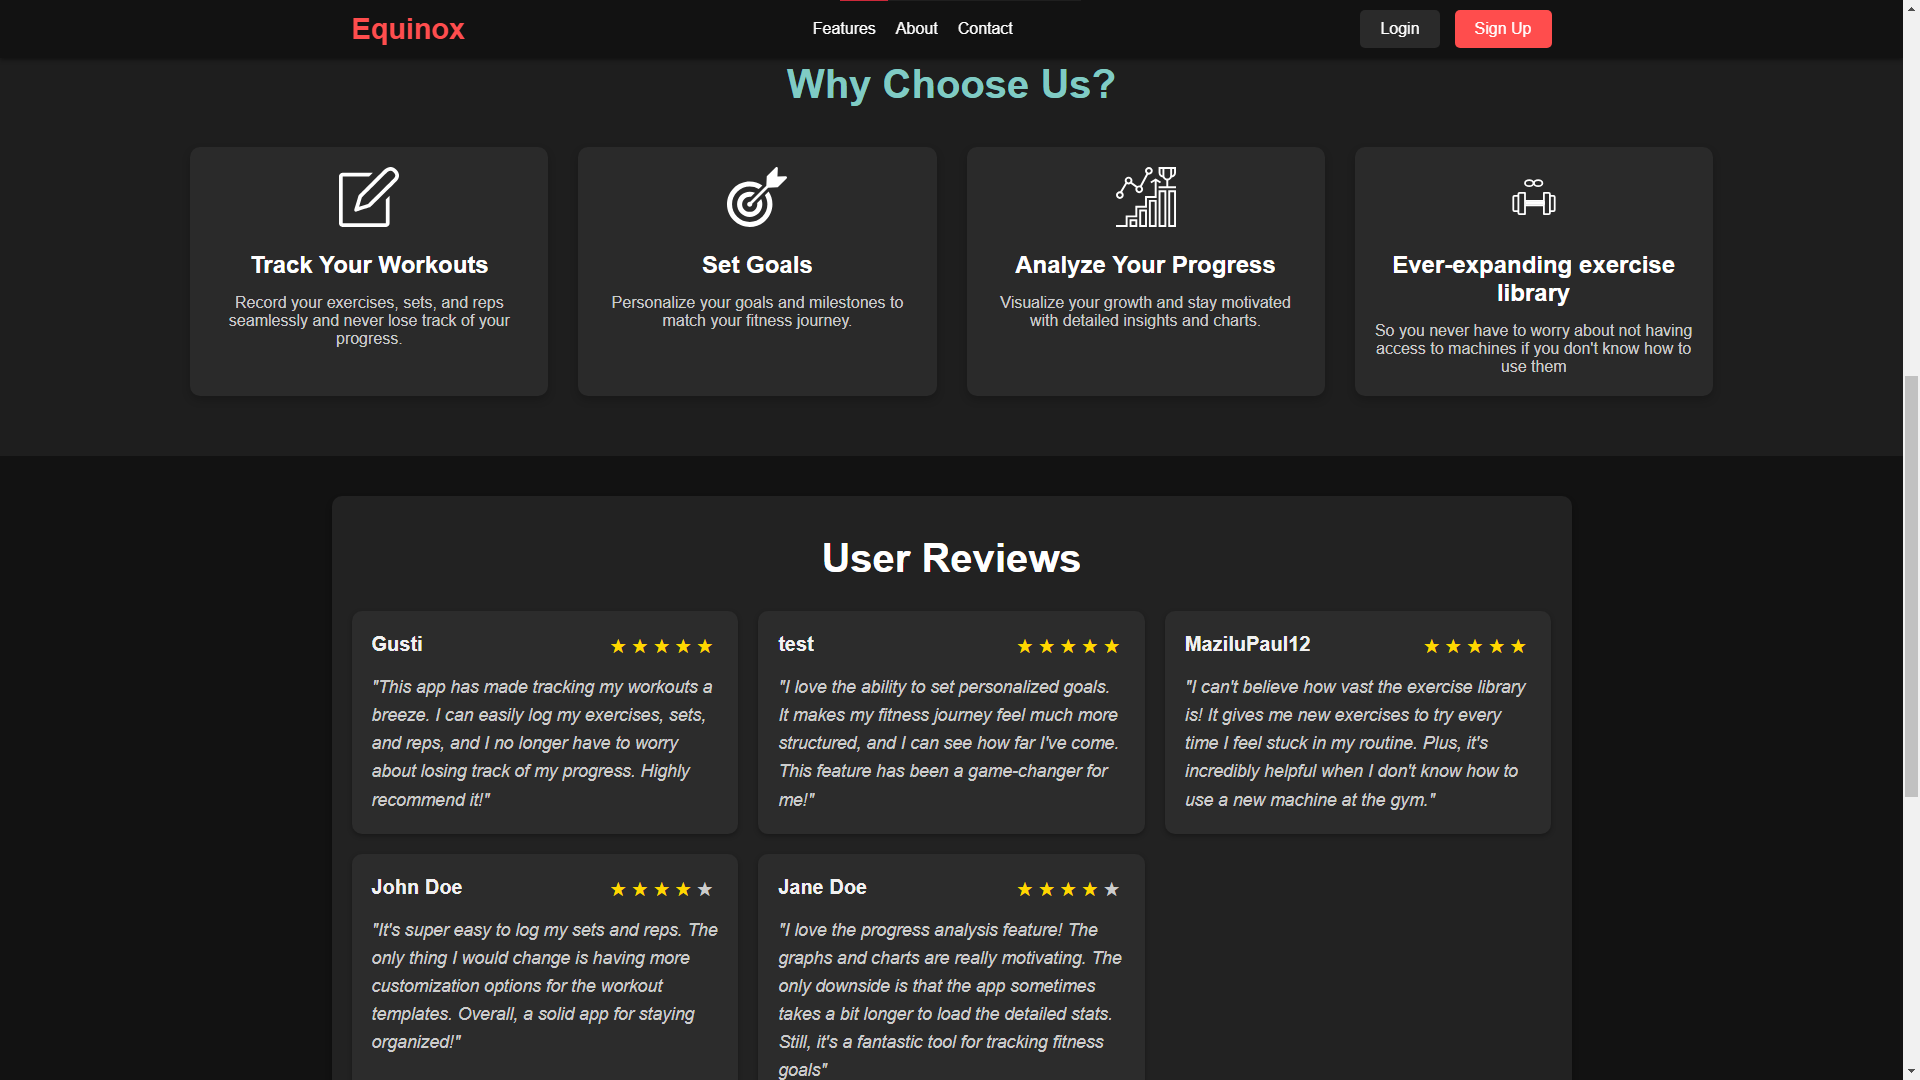 Equinox
Features About Contact
Login
Sign Up
Why Choose Us?
Track Your Workouts
Record your exercises, sets, and reps
seamlessly and never lose track of your
progress.
Set Goals
Personalize your goals and milestones to
match your fitness journey.
Analyze Your Progress
Visualize your growth and stay motivated
with detailed insights and charts.
Ever-expanding exercise
library
So you never have to worry about not having
access to machines if you don't know how to
use them
User Reviews
Gusti
"This app has made tracking my workouts a
breeze. I can easily log my exercises, sets,
and reps, and I no longer have to worry
about losing track of my progress. Highly
recommend it!"
test
"I love the ability to set personalized goals.
It makes my fitness journey feel much more
structured, and I can see how far I've come.
This feature has been a game-changer for
me!"
MaziluPaul12
"I can't believe how vast the exercise library
is! It gives me new exercises to try every
time I feel stuck in my routine. Plus, it's
incredibly helpful when I don't know how to
use a new machine at the gym."
John Doe
"It's super easy to log my sets and reps. The
only thing I would change is having more
customization options for the workout
templates. Overall, a solid app for staying
organized!"
Jane Doe
"I love the progress analysis feature! The
graphs and charts are really motivating. The
only downside is that the app sometimes
takes a bit longer to load the detailed stats.
Still, it's a fantastic tool for tracking fitness
goals"